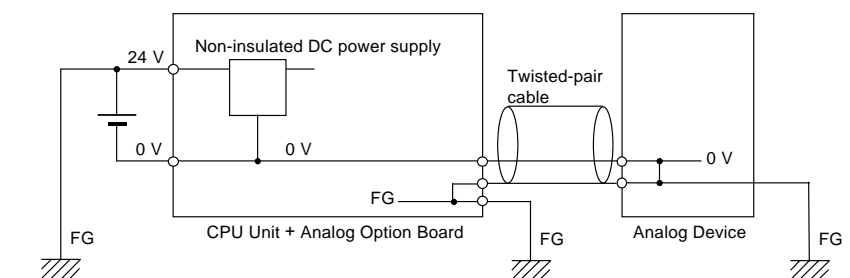 Non-insulated DC power supply
24 V
Twisted-pair
cable
0 V
0 V
0 V
FG
CPU Unit + Analog Option Board
Analog Device
FG
FG
FG